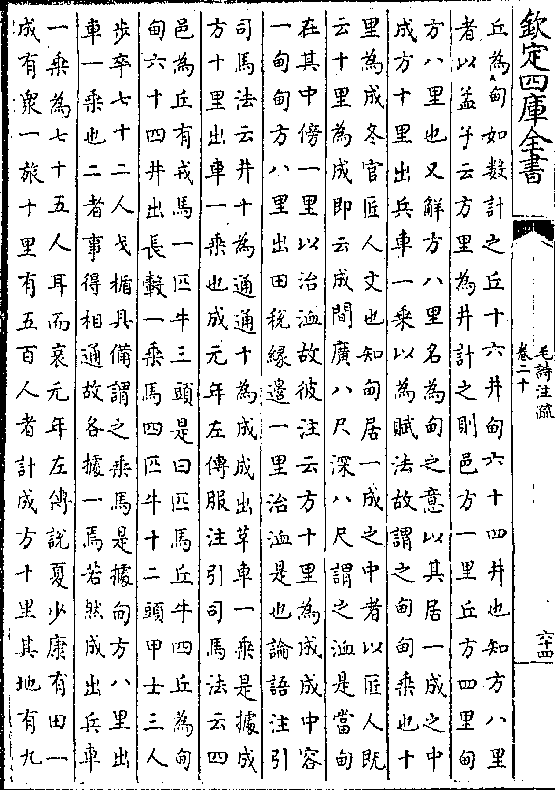 欽定四庫全書
毛詩注疏
卷二十
六十四
丘為甸如數計之丘十六井甸六十四井也知方八里
者以孟子云方里為井計之則邑方一里丘方四里甸
方八里也又解方八里名為甸之意以其居一成之中
成方十里出兵車一乘以為賦法故謂之甸甸乘也十
里為成冬官匠人文也知甸居一成之中者以匠人既
云十里為成即云成間廣八尺深八尺謂之洫是當甸
在其中傍一里以治洫故彼注云方十里為成成中容
一甸甸方八里出田稅緣邊一里治洫是也論語注引
司馬法云井十為通通十為成成出革車一乘是據成
方十里出車一乘也成元年左傳服注引司馬法云四
邑為丘有戎馬一匹牛三頭是曰匹馬丘牛四丘為甸
甸六十四井出長轂一乘馬四匹牛十二頭甲士三人
歩卒七十二人戈楯具備謂之乘馬是據甸方八里出
車一乘也二者事得相通故各據一焉若然成出兵車
一乘為七十五人耳而哀元年左傳說夏少康有田一
成有衆一旅十里有五百人者計成方十里其地有九